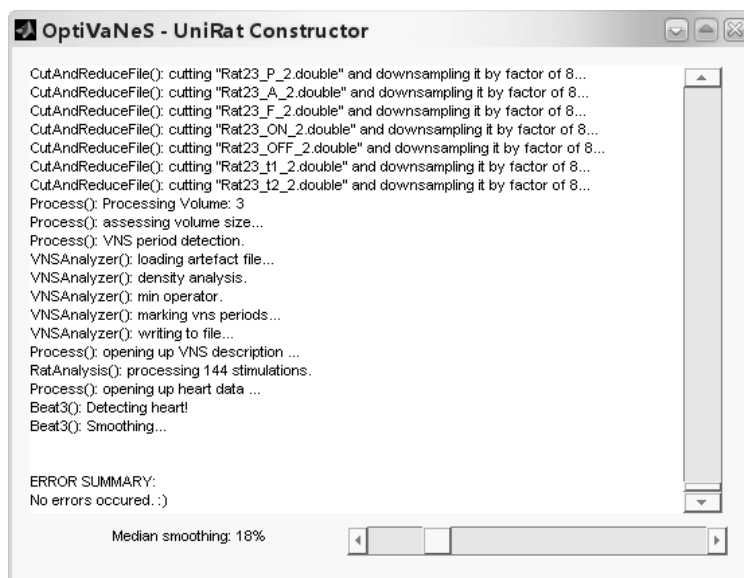 OptiVaNeS - UniRat Constructor
CutAndReduceFile(): cutting "Rat23_P_2.double" and downsampling it by factor of 8...
CutAndReduceFile(): cutting "Rat23_A_2.double" and downsampling it by factor of 8...
CutAndReduceFile(): cutting "Rat23_F_2.double" and downsampling it by factor of 8...
CutAndReduceFile(): cutting "Rat23_ON_2.double" and downsampling it by factor of 8...
CutAndReduceFile(): cutting "Rat23_OFF_2.double" and downsampling it by factor of 8...
CutAndReduceFile(): cutting "Rat23_t1_2.double" and downsampling it by factor of 8...
CutAndReduceFile(): cutting "Rat23_t2_2.double" and downsampling it by factor of 8...
Process(): Processing Volume: 3
Process(): assessing volume size...
Process(): VNS period detection.
VNSAnalyzer(): loading artefact file...
VNSAnalyzer(): density analysis.
VNSAnalyzer(): min operator.
VNSAnalyzer(): marking vns periods...
VNSAnalyzer(): writing to file...
Process(): opening up VNS description ...
RatAnalysis(): processing 144 stimulations.
Process(): opening up heart data ...
Beat3(): Detecting heart!
Beat3(): Smoothing...
ERROR SUMMARY:
No errors occured. :)
Median smoothing: 18%